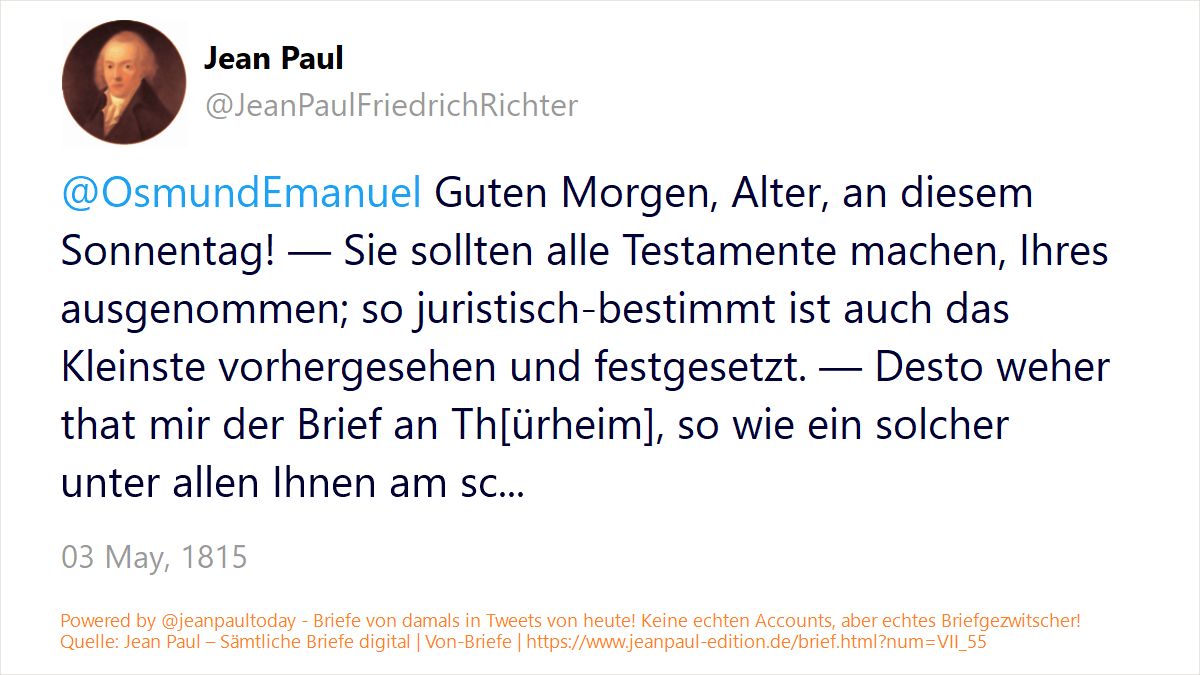 Jean Paul
@JeanPaulFriedrichRichter
@OsmundEmanuel Guten Morgen, Alter, an diesem
Sonnentag! — Sie sollten alle Testamente machen, Ihres
ausgenommen; so juristisch-bestimmt ist auch das
Kleinste vorhergesehen und festgesetzt. — Desto weher
that mir der Brief an Th[ürheim], so wie ein solcher
unter allen Ihnen am sc...
03 May, 1815
Powered by @jeanpaultoday - Briefe von damals in Tweets von heute! Keine echten Accounts, aber echtes Briefgezwitscher!
Quelle: Jean Paul – Sämtliche Briefe digital | Von-Briefe | https://www.jeanpaul-edition.de/brief.html?num=VII_55